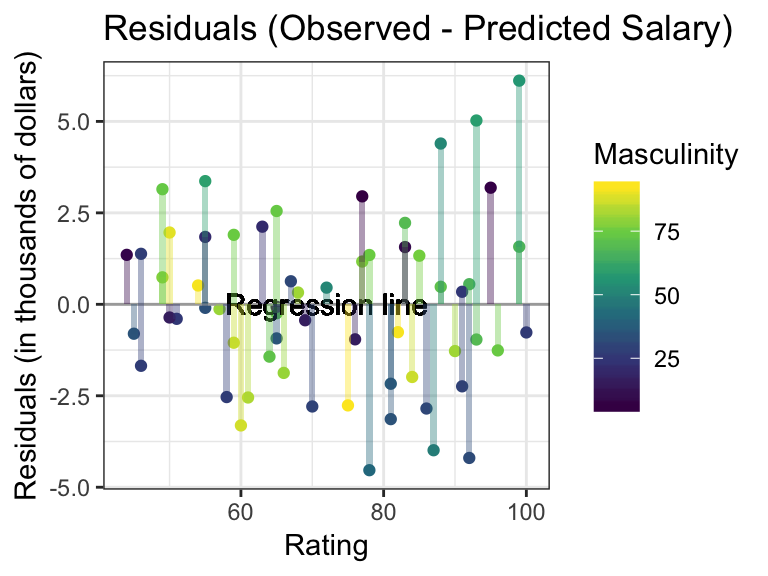 Residuals (Observed - Predicted Salary)
Residuals (in thousands of dollars)
5.0
2.5
0.0
-2.5
-5.0
Regression line
60
80
100
Rating
Masculinity
75
50
25